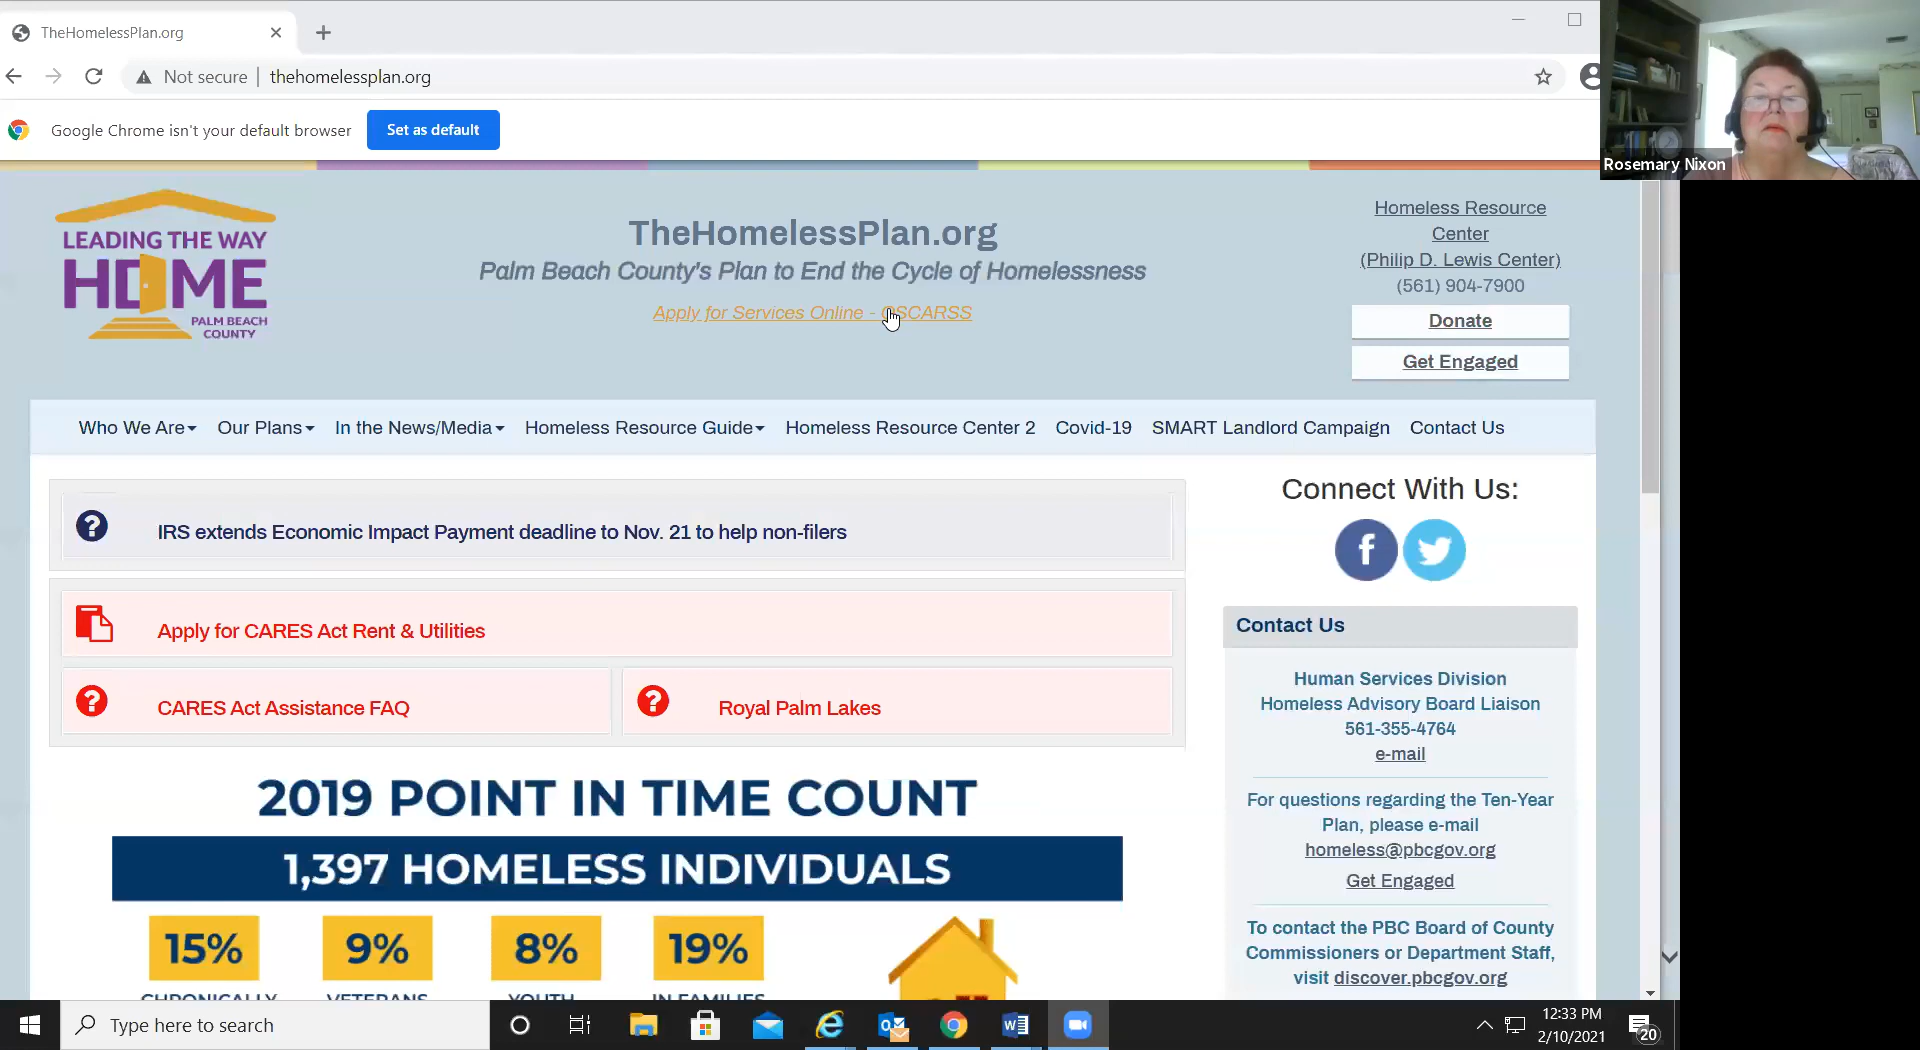 TheHomelessPlan.org
Not secure | thehomelessplan.org
Google Chrome isn't your default browser
Set as default
Rosemary Nixon
LEADING THE WAY
HOME
PALM BEACH
COUNTY
TheHomelessPlan.org
Palm Beach County's Plan to End the Cycle of Homelessness
Apply for Services Online - OSCARSS
Homeless Resource
Center
(Philip D. Lewis Center)
(561) 904-7900
Donate
Get Engaged
Who We Are Our Plans In the News/Media Homeless Resource Guide Homeless Resource Center 2 Covid-19 SMART Landlord Campaign Contact Us
IRS extends Economic Impact Payment deadline to Nov. 21 to help non-filers
Apply for CARES Act Rent & Utilities
CARES Act Assistance FAQ
Royal Palm Lakes
2019 POINT IN TIME COUNT
1,397 HOMELESS INDIVIDUALS
15% 9% 8% 19%
CHRONICALLY VETERANS YOUTH IN FAMILIES
Connect With Us:
Contact Us
Human Services Division
Homeless Advisory Board Liaison
561-355-4764
e-mail
For questions regarding the Ten-Year
Plan, please e-mail
homeless@pbcgov.org
Get Engaged
To contact the PBC Board of County
Commissioners or Department Staff,
visit discover.pbcgov.org
Type here to search
12:33 PM
2/10/2021
20